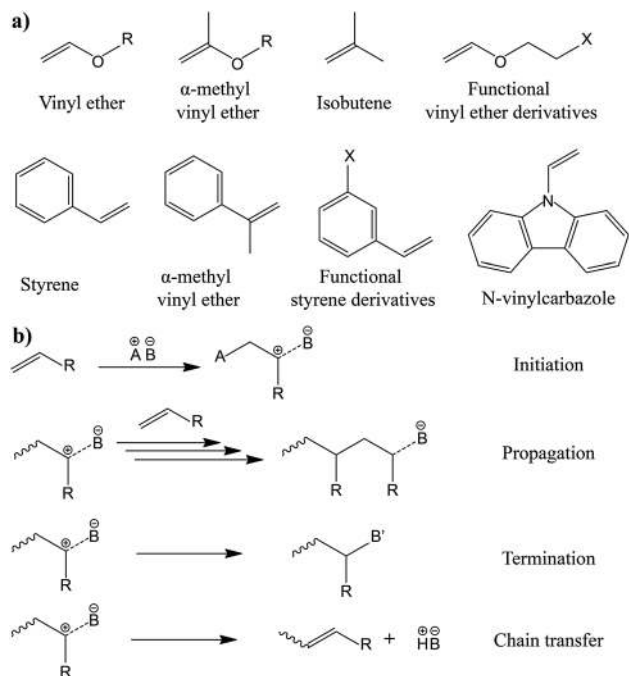 a)
R
O
Vinyl ether
R
O
α-methyl
vinyl ether
Isobutene
X
O
Functional
vinyl ether derivatives
Styrene
α-methyl
vinyl ether
X
Functional
styrene derivatives
N
N-vinylcarbazole
b)
R
⊕ ⊖
A B
A ⊕ ⊖ B
R
Initiation
⊕ ⊖ B
R
R
⊖ B
R R
Propagation
⊕ ⊖ B
R
B'
R
Termination
⊕ ⊖ B
R
R + ⊕ ⊖
HB
Chain transfer